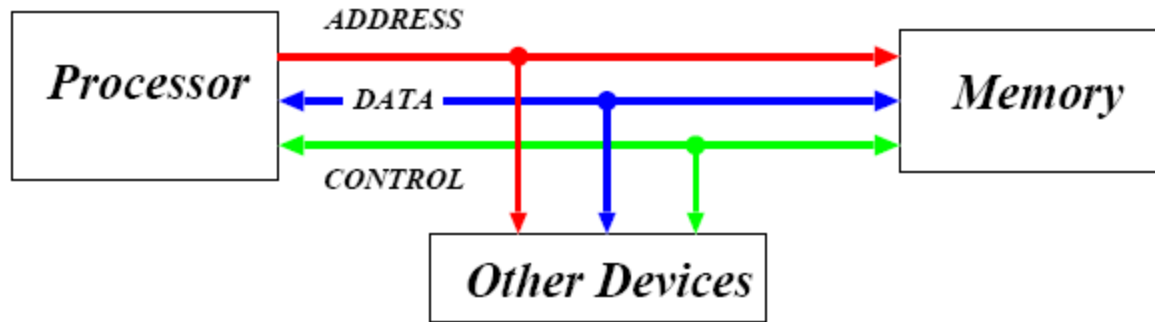 ADDRESS
Processor
DATA
Memory
CONTROL
Other Devices